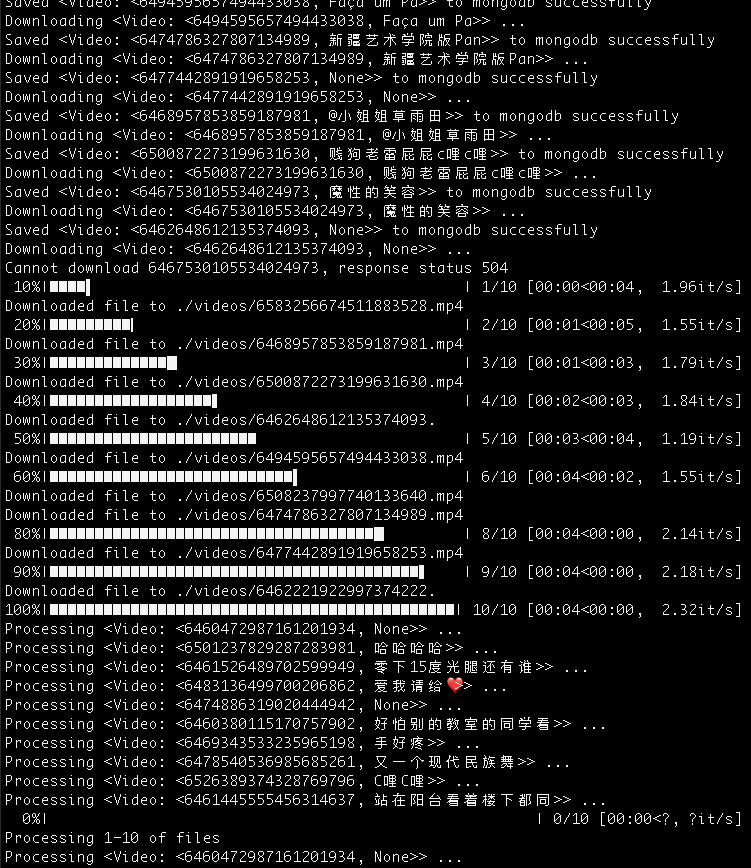 Saved <Video: <6494595657494433038, Faça um Pa>> to mongodb successfully
Downloading <Video: <6494595657494433038, Faça um Pa>> ...
Saved <Video: <6474786327807134989, 新疆艺术学院版Pan>> to mongodb successfully
Downloading <Video: <6474786327807134989, 新疆艺术学院版Pan>> ...
Saved <Video: <6477442891919658253, None>> to mongodb successfully
Downloading <Video: <6477442891919658253, None>> ...
Saved <Video: <6468957853859187981, @小姐姐草雨田>> to mongodb successfully
Downloading <Video: <6468957853859187981, @小姐姐草雨田>> ...
Saved <Video: <6500872273199631630, 贱狗老雷屁屁c哩c哩>> to mongodb successfully
Downloading <Video: <6500872273199631630, 贱狗老雷屁屁c哩c哩>> ...
Saved <Video: <6467530105534024973, 魔性的笑容>> to mongodb successfully
Downloading <Video: <6467530105534024973, 魔性的笑容>> ...
Saved <Video: <6462648612135374093, None>> to mongodb successfully
Downloading <Video: <6462648612135374093, None>> ...
Cannot download 6467530105534024973, response status 504
10%| | 1/10 [00:00<00:04, 1.96it/s]
Downloaded file to ./videos/6583256674511883528.mp4
20%| | 2/10 [00:01<00:05, 1.55it/s]
Downloaded file to ./videos/6468957853859187981.mp4
30%| | 3/10 [00:01<00:03, 1.79it/s]
Downloaded file to ./videos/6500872273199631630.mp4
40%| | 4/10 [00:02<00:03, 1.84it/s]
Downloaded file to ./videos/6462648612135374093.
50%| | 5/10 [00:03<00:04, 1.19it/s]
Downloaded file to ./videos/6494595657494433038.mp4
60%| | 6/10 [00:04<00:02, 1.55it/s]
Downloaded file to ./videos/6508237997740133640.mp4
Downloaded file to ./videos/6474786327807134989.mp4
80%| | 8/10 [00:04<00:00, 2.14it/s]
Downloaded file to ./videos/6477442891919658253.mp4
90%| | 9/10 [00:04<00:00, 2.18it/s]
Downloaded file to ./videos/6462221922997374222.
100%| | 10/10 [00:04<00:00, 2.32it/s]
Processing <Video: <6460472987161201934, None>> ...
Processing <Video: <6501237829287283981, 哈哈哈哈>> ...
Processing <Video: <6461526489702599949, 零下15度光腿还有谁>> ...
Processing <Video: <6483136499700206862, 爱我请给❤>> ...
Processing <Video: <6474886319020444942, None>> ...
Processing <Video: <6460380115170757902, 好怕别的教室的同学看>> ...
Processing <Video: <6469343533235965198, 手好疼>> ...
Processing <Video: <6478540536985685261, 又一个现代民族舞>> ...
Processing <Video: <6526389374328769796, C哩C哩>> ...
Processing <Video: <6461445555456314637, 站在阳台看着楼下都同>> ...
0%| | 0/10 [00:00<?, ?it/s]
Processing 1-10 of files
Processing <Video: <6460472987161201934, None>> ...